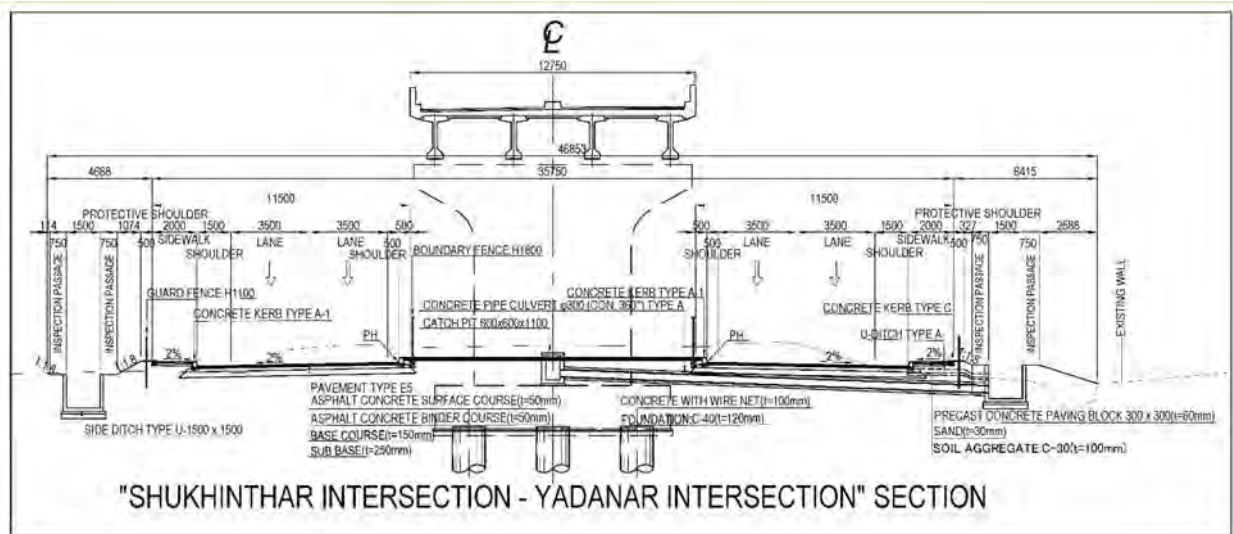 ℄
12750
46853
4688
35750
6415
11500
11500
PROTECTIVE SHOULDER
PROTECTIVE SHOULDER
114
1500
1074
2000
1500
3500
3500
500
500
3500
3500
1500
2000
327
1500
2588
750
750
500
SIDEWALK
SHOULDER
LANE
LANE
SHOULDER
500
BOUNDARY FENCE H1800
500
SHOULDER
LANE
LANE
SIDEWALK
SHOULDER
500
750
750
INSPECTION PASSAGE
INSPECTION PASSAGE
INSPECTION PASSAGE
INSPECTION PASSAGE
EXISTING WALL
GUARD FENCE H1100
CONCRETE KERB TYPE A-1
CONCRETE KERB TYPE A-1
CONCRETE PIPE CULVERT φ300 (CON. 360°) TYPE A
CATCH PIT 600x600x1100
CONCRETE KERB TYPE C
U-DITCH TYPE A
PH
PH
2%
2%
2%
2%
PAVEMENT TYPE E5
ASPHALT CONCRETE SURFACE COURSE(t=50mm)
ASPHALT CONCRETE BINDER COURSE(t=50mm)
BASE COURSE(t=150mm)
SUB BASE(t=250mm)
CONCRETE WITH WIRE NET(t=100mm)
FOUNDATION:C-40(t=120mm)
PRECAST CONCRETE PAVING BLOCK 300 x 300(t=60mm)
SAND(t=30mm)
SOIL AGGREGATE C-30(t=100mm)
SIDE DITCH TYPE U-1500 x 1500
"SHUKHINTHAR INTERSECTION - YADANAR INTERSECTION" SECTION